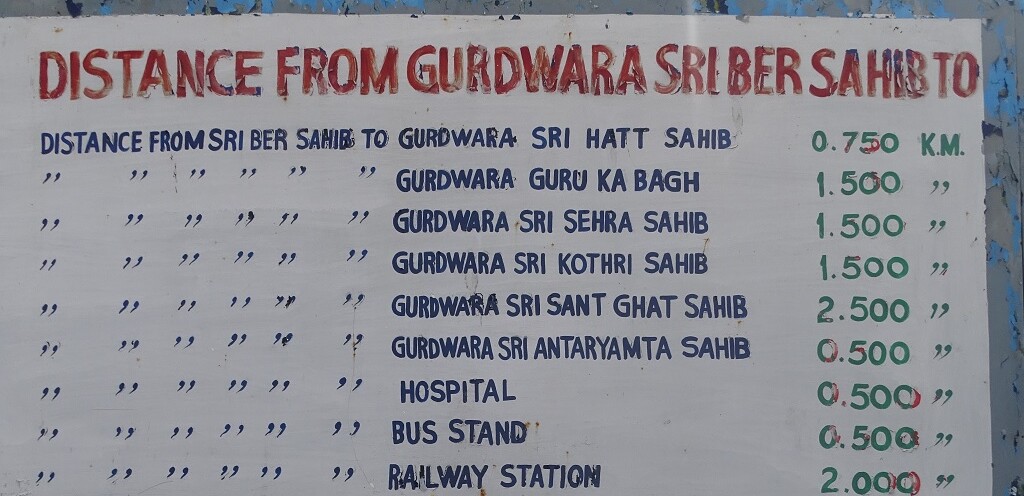 DISTANCE FROM GURDWARA SRI BER SAHIB TO
DISTANCE FROM SRI BER SAHIB TO GURDWARA SRI HATT SAHIB 0.750 K.M.
” ” ” ” ” ” GURDWARA GURU KA BAGH 1.500 ”
” ” ” ” ” ” GURDWARA SRI SEHRA SAHIB 1.500 ”
” ” ” ” ” ” GURDWARA SRI KOTHRI SAHIB 1.500 ”
” ” ” ” ” ” GURDWARA SRI SANT GHAT SAHIB 2.500 ”
” ” ” ” ” ” GURDWARA SRI ANTARYAMTA SAHIB 0.500 ”
” ” ” ” ” ” HOSPITAL 0.500 ”
” ” ” ” ” ” BUS STAND 0.500 ”
” ” ” ” ” ” RAILWAY STATION 2.000 ”